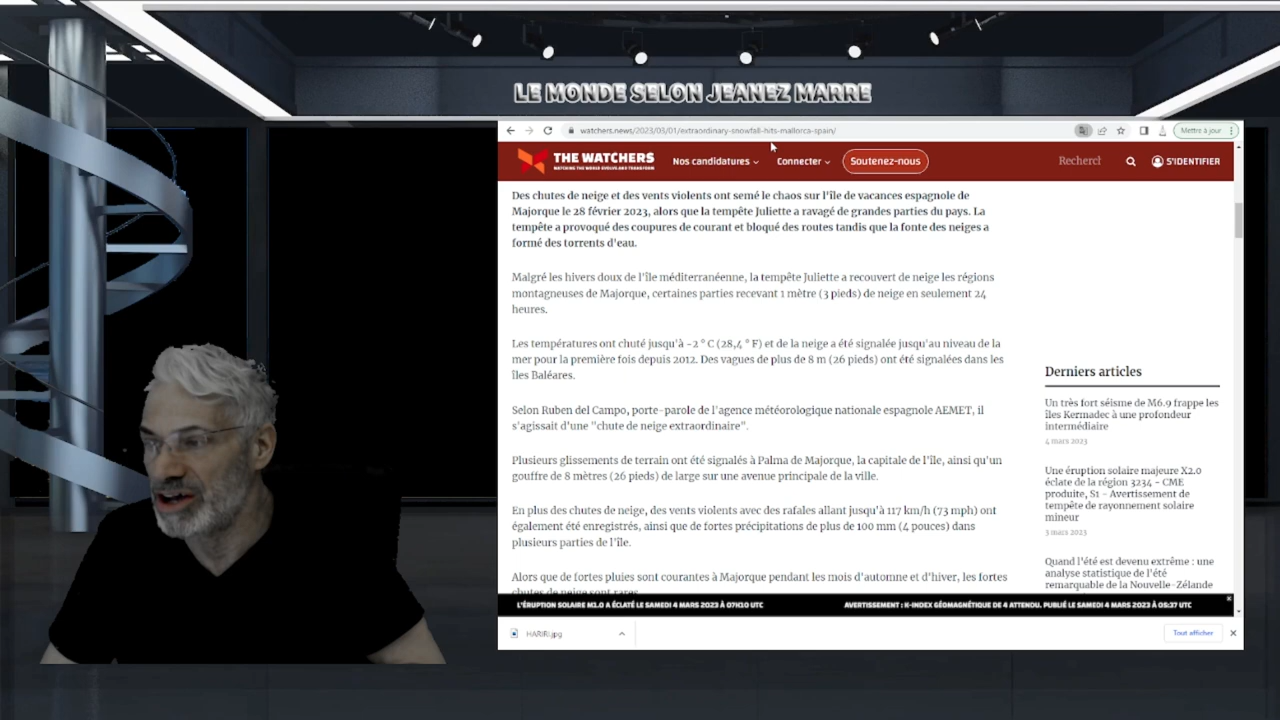 LE MONDE SELON JEANEZ MARRE
watchers.news/2023/03/01/extraordinary-snowfall-hits-mallorca-spain/
Mettre à jour
THE WATCHERS
WATCHING THE WORLD EVOLVE AND TRANSFORM
Nos candidatures
Connecter
Soutenez-nous
Rechercl
S'IDENTIFIER
Des chutes de neige et des vents violents ont semé le chaos sur l'île de vacances espagnole de
Majorque le 28 février 2023, alors que la tempête Juliette a ravagé de grandes parties du pays. La
tempête a provoqué des coupures de courant et bloqué des routes tandis que la fonte des neiges a
formé des torrents d'eau.
Malgré les hivers doux de l'île méditerranéenne, la tempête Juliette a recouvert de neige les régions
montagneuses de Majorque, certaines parties recevant 1 mètre (3 pieds) de neige en seulement 24
heures.
Les températures ont chuté jusqu'à -2 ° C (28,4 ° F) et de la neige a été signalée jusqu'au niveau de la
mer pour la première fois depuis 2012. Des vagues de plus de 8 m (26 pieds) ont été signalées dans les
îles Baléares.
Selon Ruben del Campo, porte-parole de l'agence météorologique nationale espagnole AEMET, il
s'agissait d'une "chute de neige extraordinaire".
Plusieurs glissements de terrain ont été signalés à Palma de Majorque, la capitale de l'île, ainsi qu'un
gouffre de 8 mètres (26 pieds) de large sur une avenue principale de la ville.
En plus des chutes de neige, des vents violents avec des rafales allant jusqu'à 117 km/h (73 mph) ont
également été enregistrés, ainsi que de fortes précipitations de plus de 100 mm (4 pouces) dans
plusieurs parties de l'île.
Alors que de fortes pluies sont courantes à Majorque pendant les mois d'automne et d'hiver, les fortes
chutes de neige sont rares.
Derniers articles
Un très fort séisme de M6.9 frappe les
îles Kermadec à une profondeur
intermédiaire
4 mars 2023
Une éruption solaire majeure X2.0
éclate de la région 3234 - CME
produite, S1 - Avertissement de
tempête de rayonnement solaire
mineur
3 mars 2023
Quand l'été est devenu extrême : une
analyse statistique de l'été
remarquable de la Nouvelle-Zélande
L'ÉRUPTION SOLAIRE M1.0 A ÉCLATÉ LE SAMEDI 4 MARS 2023 À 07H10 UTC
AVERTISSEMENT : K-INDEX GÉOMAGNÉTIQUE DE 4 ATTENDU. PUBLIÉ LE SAMEDI 4 MARS 2023 À 05:37 UTC
HARIRI.jpg
Tout afficher